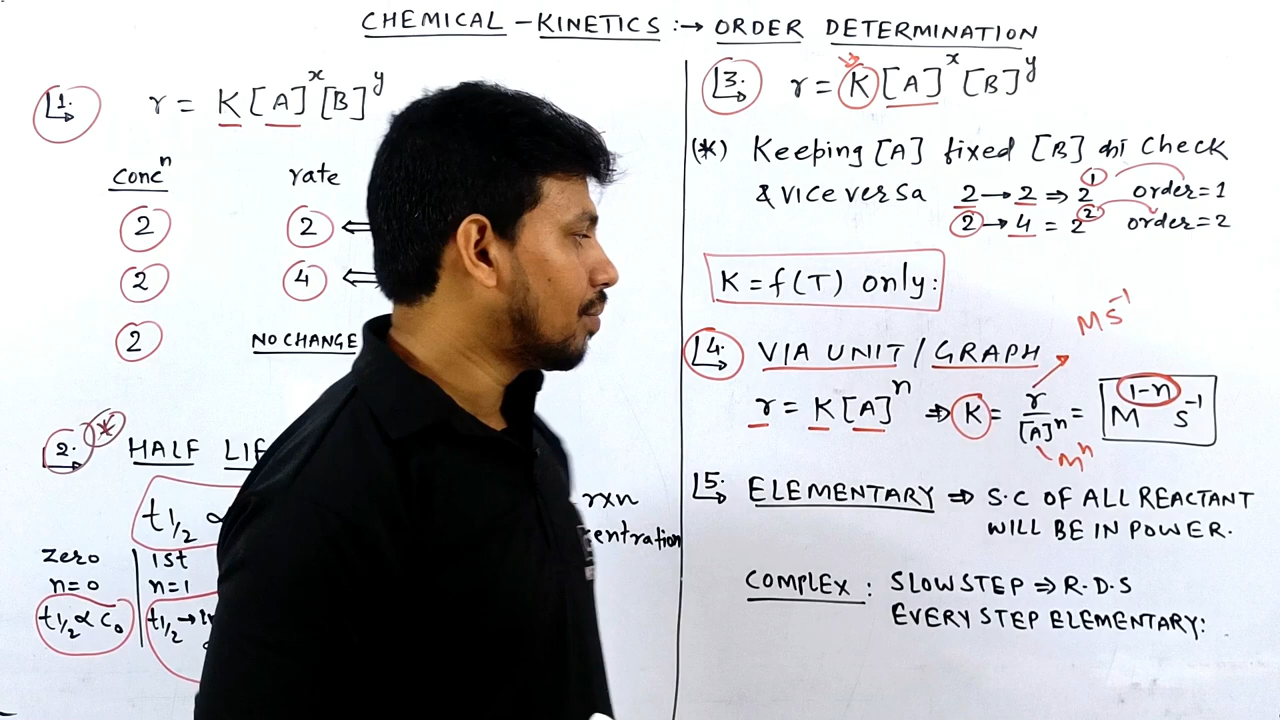 CHEMICAL-KINETICS:→ ORDER DETERMINATION
1. r = K[A]^x[B]^y
conc^n rate
2 2 ⇐
2 4 ⇐
2 NO CHANGE
2. * HALF
t1/2 ∝
rxn
zero 1st
n=0 n=1
t1/2 ∝ C0 t1/2 →
3. r = K[A]^x[B]^y
(*) Keeping [A] fixed [B] का Check
& vice versa 2→2 ⇒ 2^1 order=1
2→4 = 2^2 order=2
K = f(T) only:
MS^-1
4. VIA UNIT / GRAPH
r = K[A]^n ⇒ K = r/[A]^n = M^1-n S^-1
M^n
5. ELEMENTARY ⇒ S.C OF ALL REACTANT
WILL BE IN POWER.
COMPLEX: SLOW STEP ⇒ R.D.S
EVERY STEP ELEMENTARY: